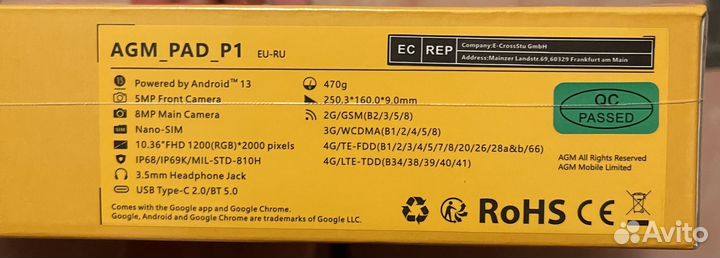 AGM_PAD_P1 EU-RU
EC REP
Company:E-CrossStu GmbH
Address:Mainzer Landstr.69,60329 Frankfurt am Main
13 Powered by Android™ 13
5MP Front Camera
8MP Main Camera
SIM Nano-SIM
10.36"FHD 1200(RGB)*2000 pixels
IP68/IP69K/MIL-STD-810H
3.5mm Headphone Jack
USB Type-C 2.0/BT 5.0
470g
250.3*160.0*9.0mm
2G/GSM(B2/3/5/8)
3G/WCDMA(B1/2/4/5/8)
4G/TE-FDD(B1/2/3/4/5/7/8/20/26/28a&b/66)
4G/LTE-TDD(B34/38/39/40/41)
QC
PASSED
AGM All Rights Reserved
AGM Mobile Limited
Comes with the Google app and Google Chrome.
Google, Android and Google Chrome are trademarks of Google LLC.
RoHS CE
Avito